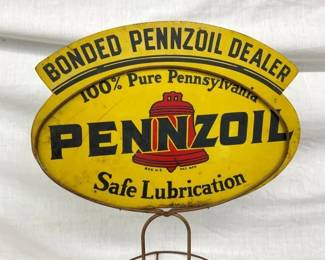 BONDED PENNZOIL DEALER
100% Pure Pennsylvania
PENNZOIL
Safe Lubrication